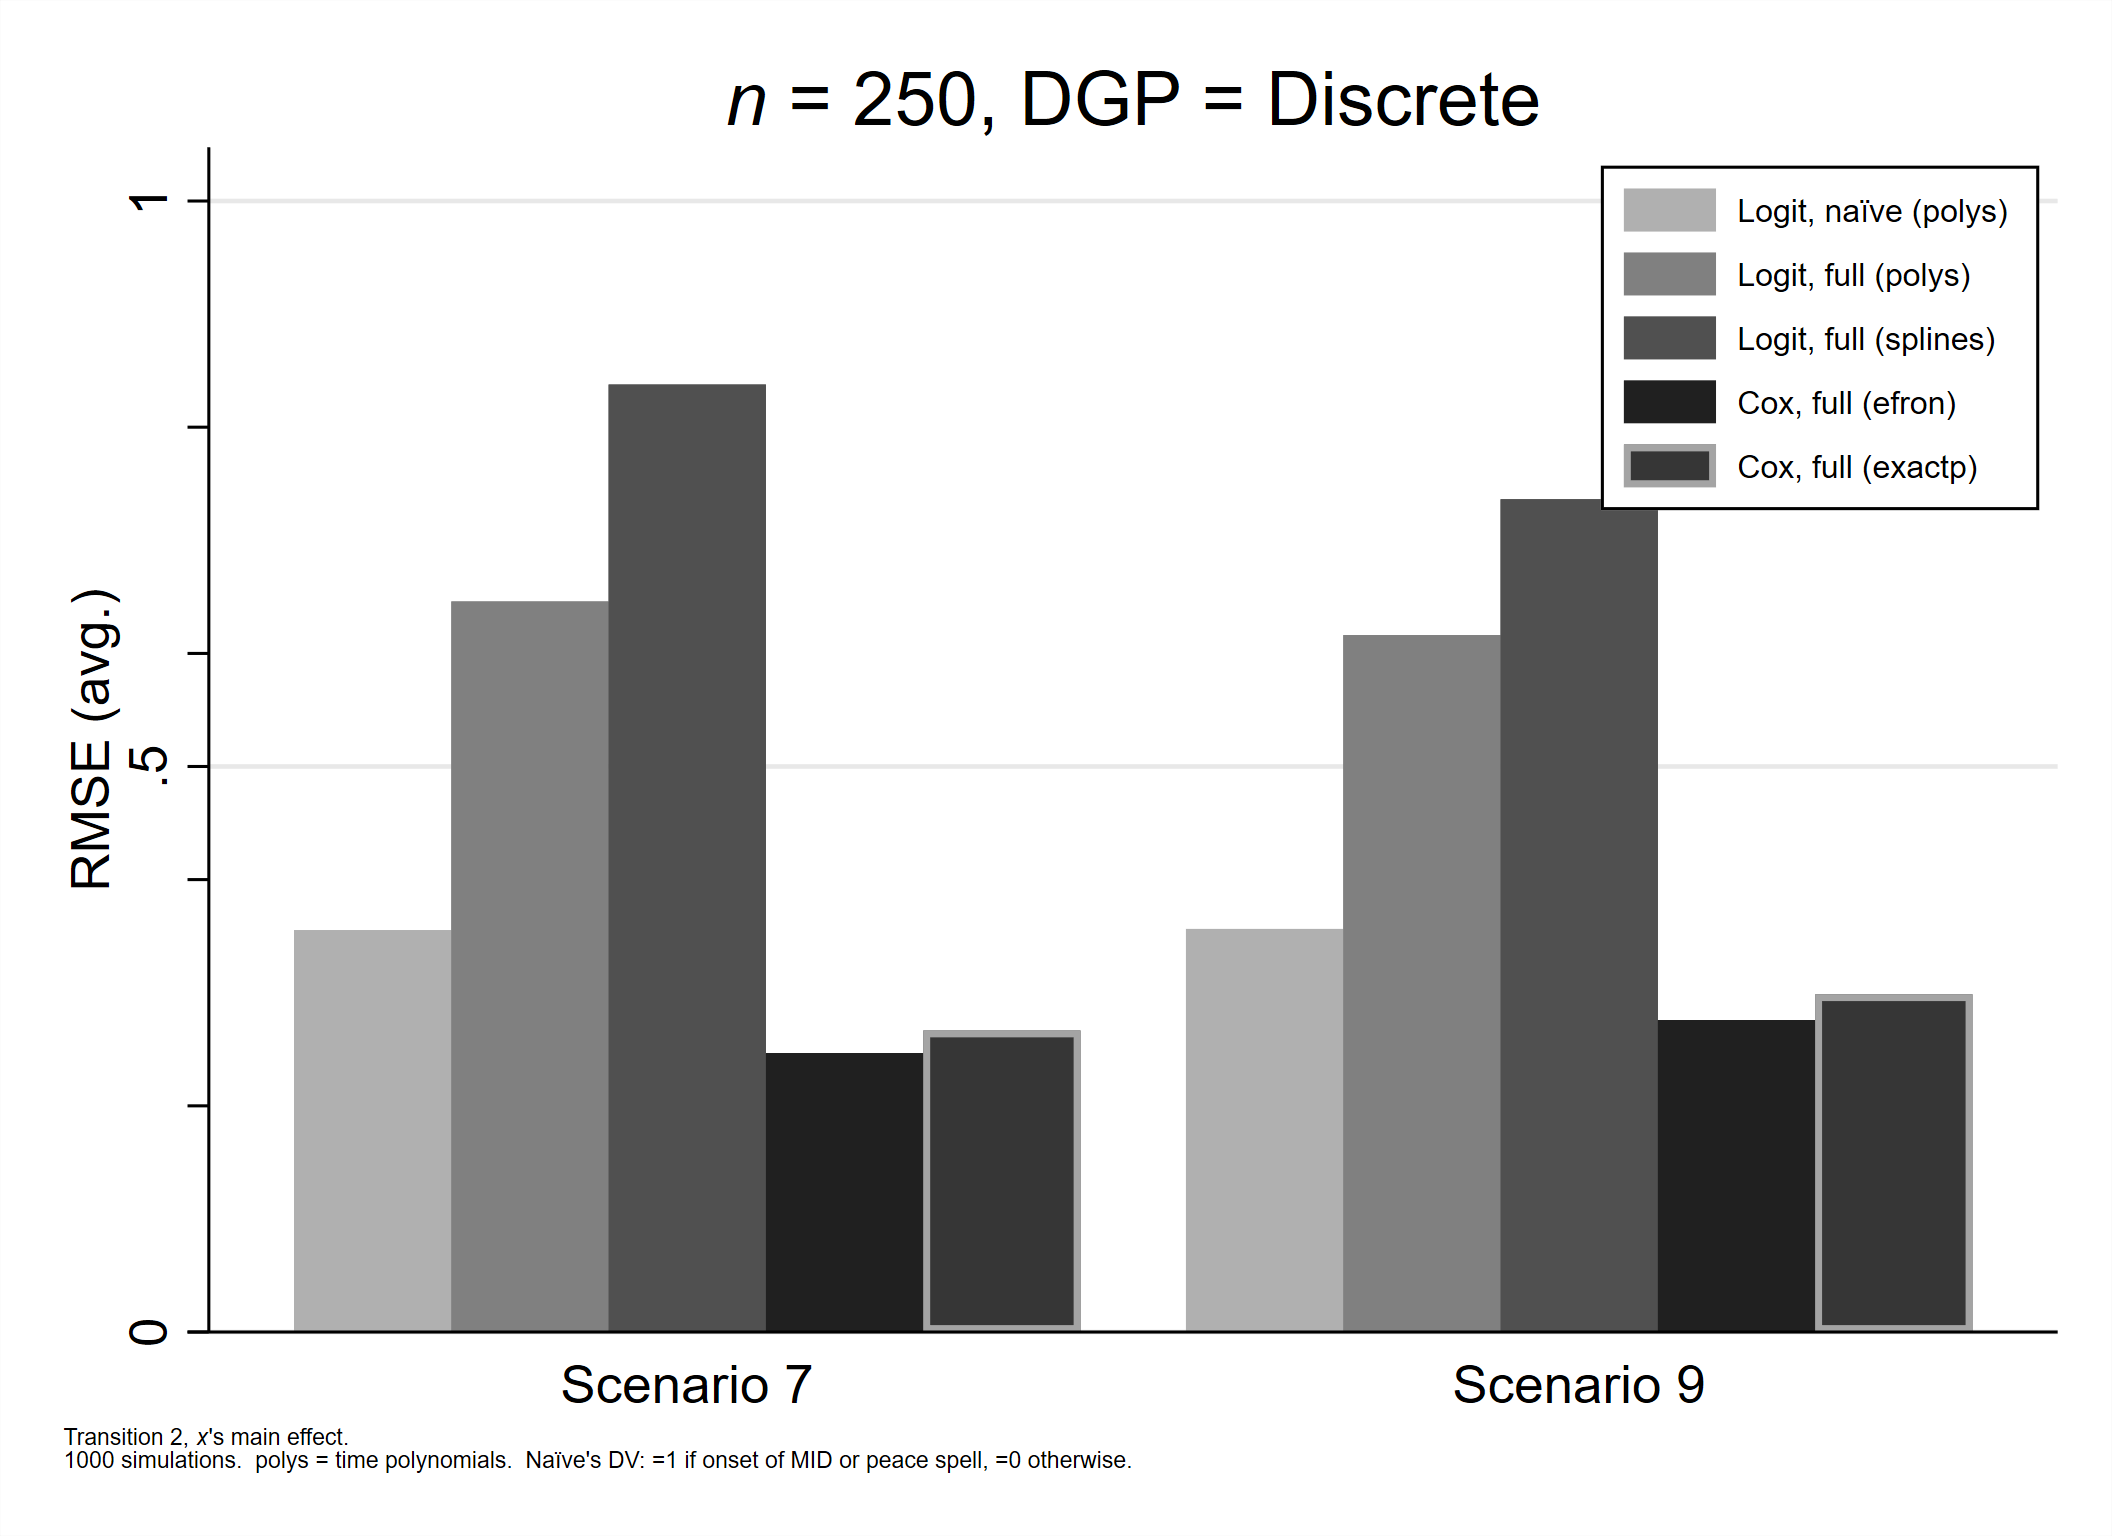 n = 250, DGP = Discrete
RMSE (avg.)
1
.5
0
Logit, naïve (polys)
Logit, full (polys)
Logit, full (splines)
Cox, full (efron)
Cox, full (exactp)
Scenario 7
Scenario 9
Transition 2, x's main effect.
1000 simulations.  polys = time polynomials.  Naïve's DV: =1 if onset of MID or peace spell, =0 otherwise.